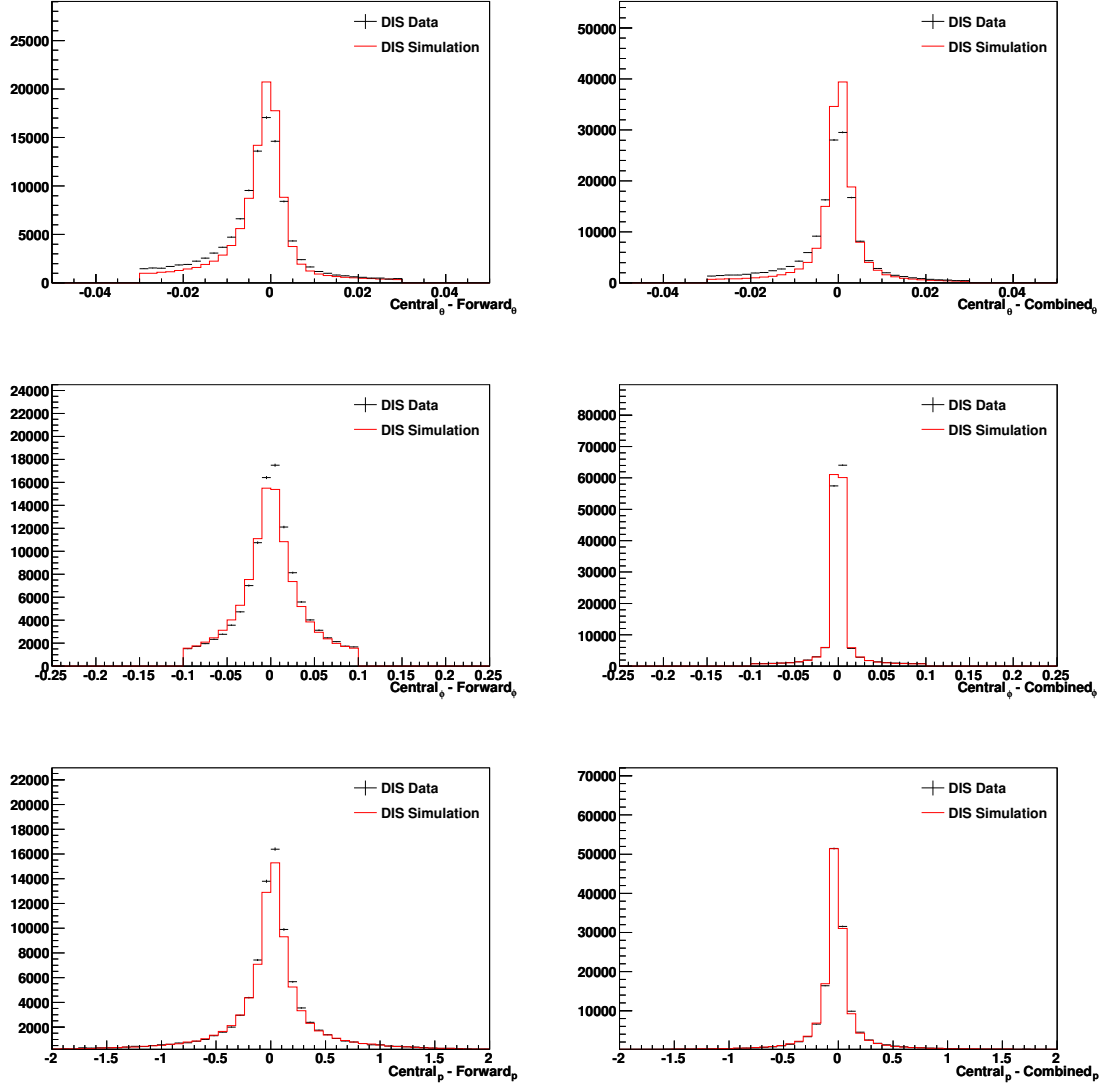 25000
20000
15000
10000
5000
0
-0.04 -0.02 0 0.02 0.04
Central_θ - Forward_θ
DIS Data
DIS Simulation
50000
40000
30000
20000
10000
0
-0.04 -0.02 0 0.02 0.04
Central_θ - Combined_θ
DIS Data
DIS Simulation
24000
22000
20000
18000
16000
14000
12000
10000
8000
6000
4000
2000
0
-0.25 -0.2 -0.15 -0.1 -0.05 0 0.05 0.1 0.15 0.2 0.25
Central_ϕ - Forward_ϕ
DIS Data
DIS Simulation
80000
70000
60000
50000
40000
30000
20000
10000
0
-0.25 -0.2 -0.15 -0.1 -0.05 0 0.05 0.1 0.15 0.2 0.25
Central_ϕ - Combined_ϕ
DIS Data
DIS Simulation
22000
20000
18000
16000
14000
12000
10000
8000
6000
4000
2000
-2 -1.5 -1 -0.5 0 0.5 1 1.5 2
Central_p - Forward_p
DIS Data
DIS Simulation
70000
60000
50000
40000
30000
20000
10000
-2 -1.5 -1 -0.5 0 0.5 1 1.5 2
Central_p - Combined_p
DIS Data
DIS Simulation